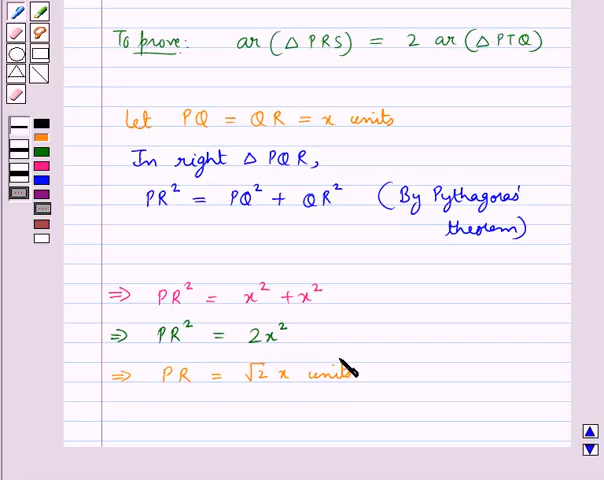 To prove: ar (△ PRS) = 2 ar (△ PTQ)
Let PQ = QR = x units
In right △ PQR,
PR² = PQ² + QR² (By Pythagoras'
theorem)
⇒ PR² = x² + x²
⇒ PR² = 2x²
⇒ PR = √2 x units